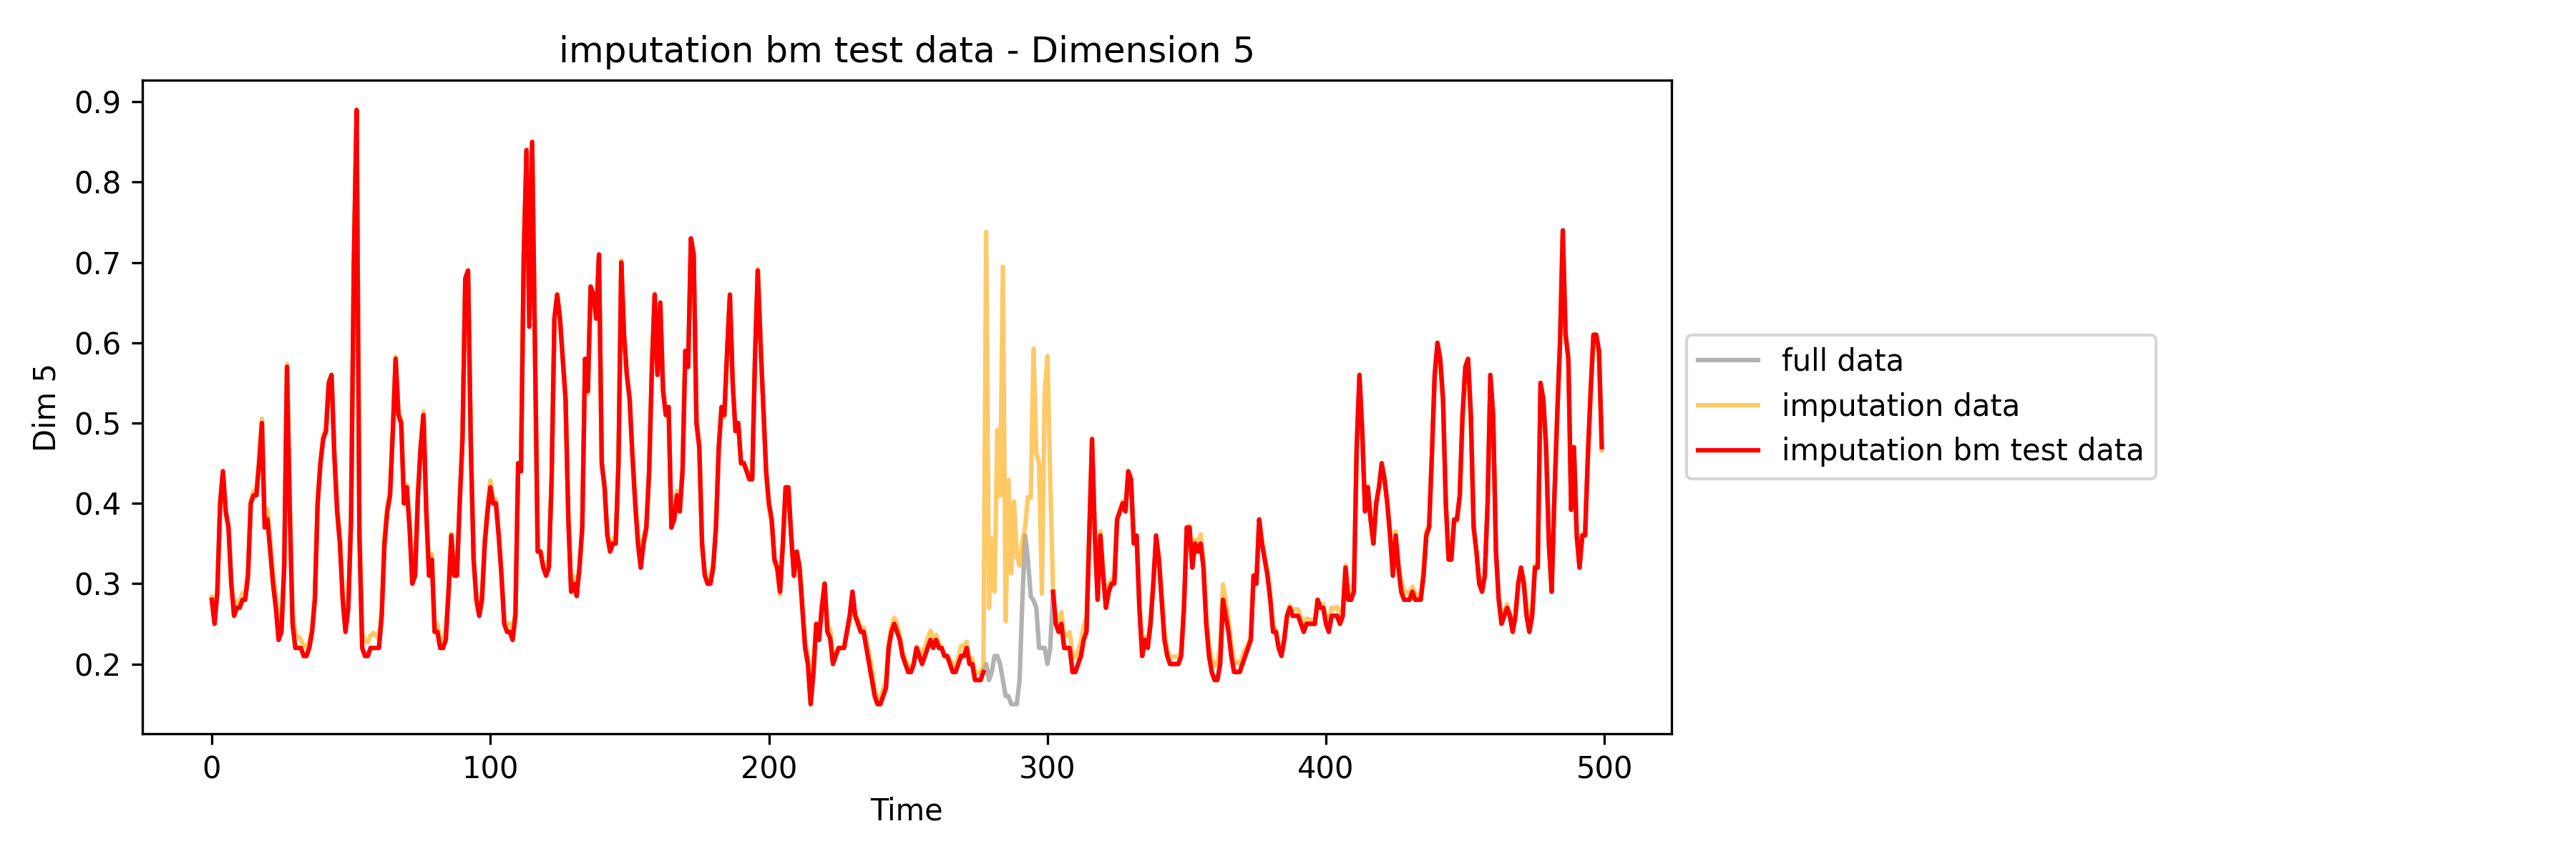 imputation bm test data - Dimension 5
0.9
0.8
0.7
0.6
0.5
0.4
0.3
0.2
Dim 5
0 100 200 300 400 500
Time
full data
imputation data
imputation bm test data